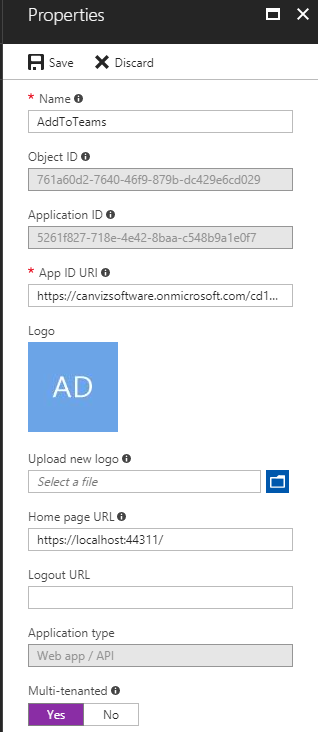 Properties
Save Discard
* Name
AddToTeams
Object ID
761a60d2-7640-46f9-879b-dc429e6cd029
Application ID
5261f827-718e-4e42-8baa-c548b9a1e0f7
* App ID URI
https://canvizsoftware.onmicrosoft.com/cd1...
Logo
AD
Upload new logo
Select a file
Home page URL
https://localhost:44311/
Logout URL
Application type
Web app / API
Multi-tenanted
Yes No